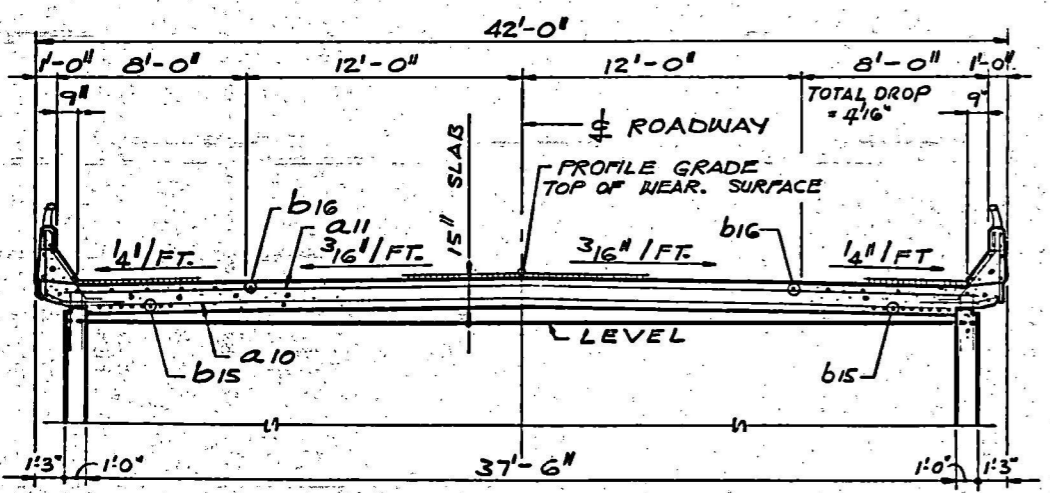 42'-0"
1'-0" 8'-0" 12'-0" 12'-0" 8'-0" 1'-0"
9" TOTAL DROP 9"
= 4 1/16"
℄ ROADWAY
15" SLAB
PROFILE GRADE
TOP OF WEAR. SURFACE
b16
a11 b16
1/4"/FT. 3/16"/FT. 3/16"/FT. 1/4"/FT
LEVEL
a10
b15 b15
1'-3" 1'-0" 37'-6" 1'-0" 1'-3"